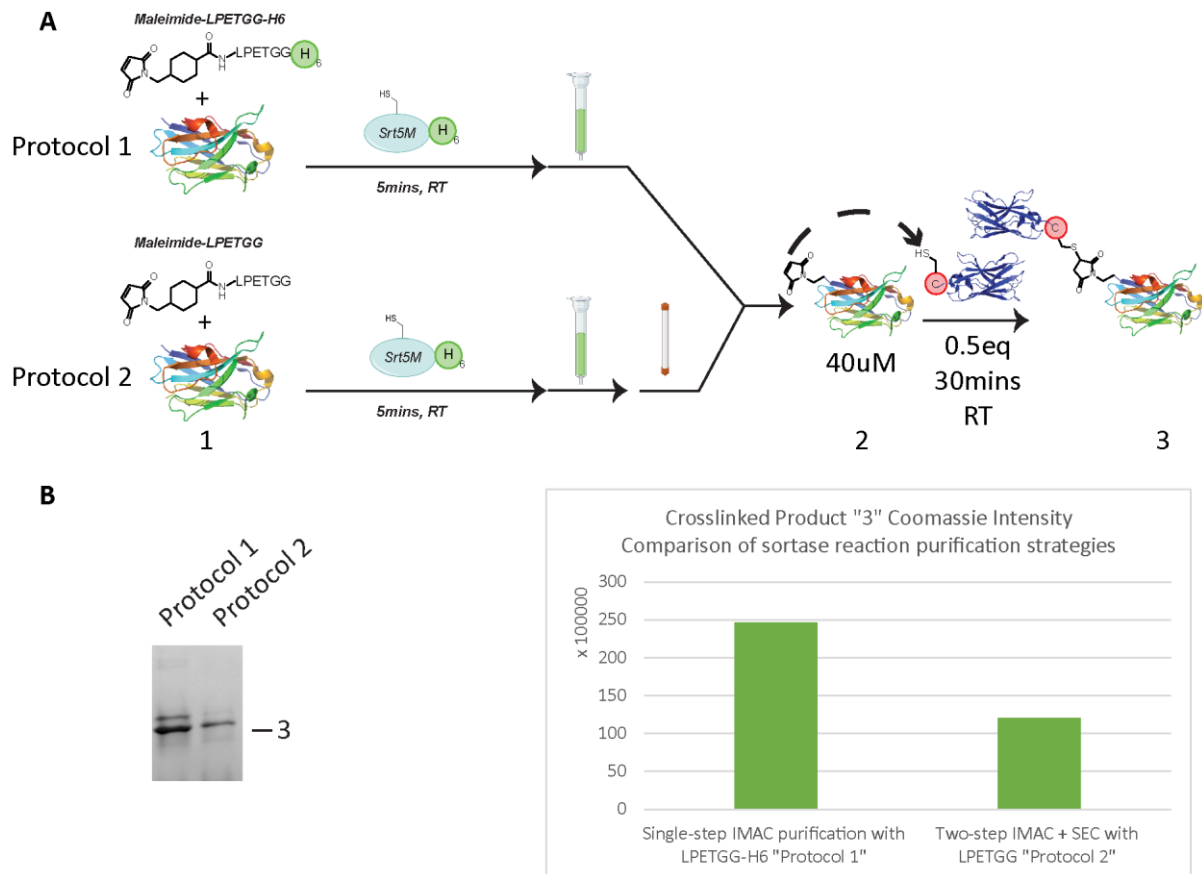 A
Maleimide-LPETGG-H6
O
O
N
O
NH
LPETGG
H
6
+
Protocol 1
HS
Srt5M
H
6
5mins, RT
Maleimide-LPETGG
O
O
N
O
NH
LPETGG
+
Protocol 2
HS
Srt5M
H
6
5mins, RT
1
O
N
O
40uM
2
HS
C
0.5eq
30mins
RT
C
S
O
N
O
3
B
Protocol 1
Protocol 2
3
Crosslinked Product "3" Coomassie Intensity
Comparison of sortase reaction purification strategies
x 100000
300
250
200
150
100
50
0
Single-step IMAC purification with
LPETGG-H6 "Protocol 1"
Two-step IMAC + SEC with
LPETGG "Protocol 2"